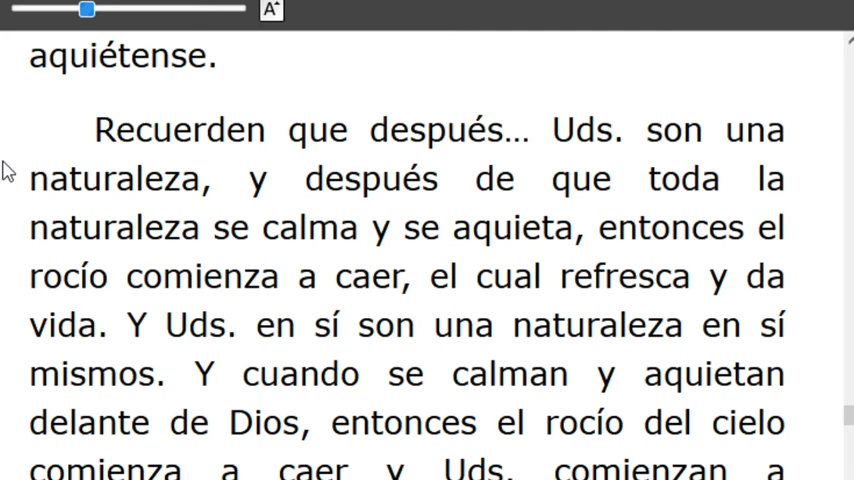 A
aquiétense.
Recuerden que después... Uds. son una
naturaleza, y después de que toda la
naturaleza se calma y se aquieta, entonces el
rocío comienza a caer, el cual refresca y da
vida. Y Uds. en sí son una naturaleza en sí
mismos. Y cuando se calman y aquietan
delante de Dios, entonces el rocío del cielo
comienza a caer y Uds. comienzan a